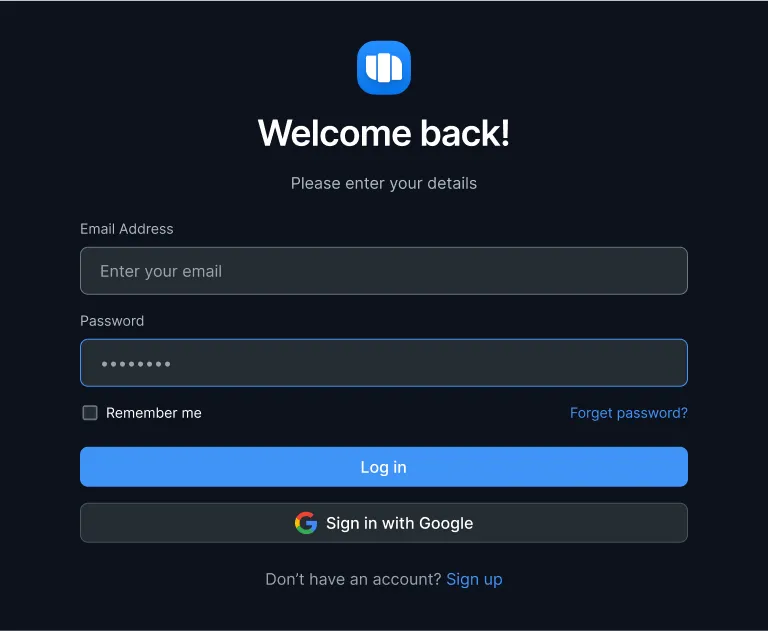 Welcome back!
Please enter your details
Email Address
Enter your email
Password
••••••••
Remember me
Forget password?
Log in
Sign in with Google
Don’t have an account? Sign up